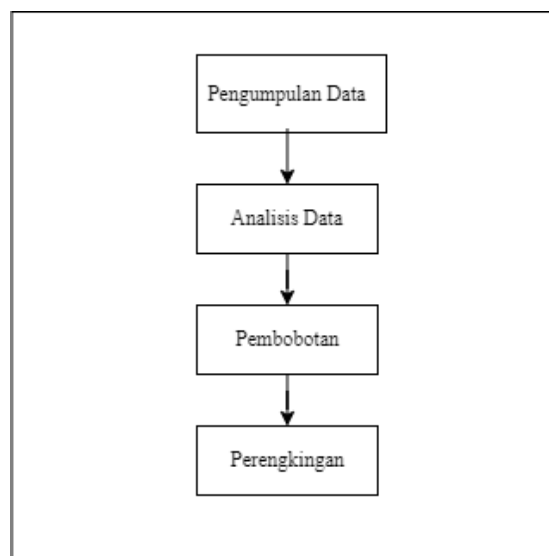 Pengumpulan Data
Analisis Data
Pembobotan
Perengkingan